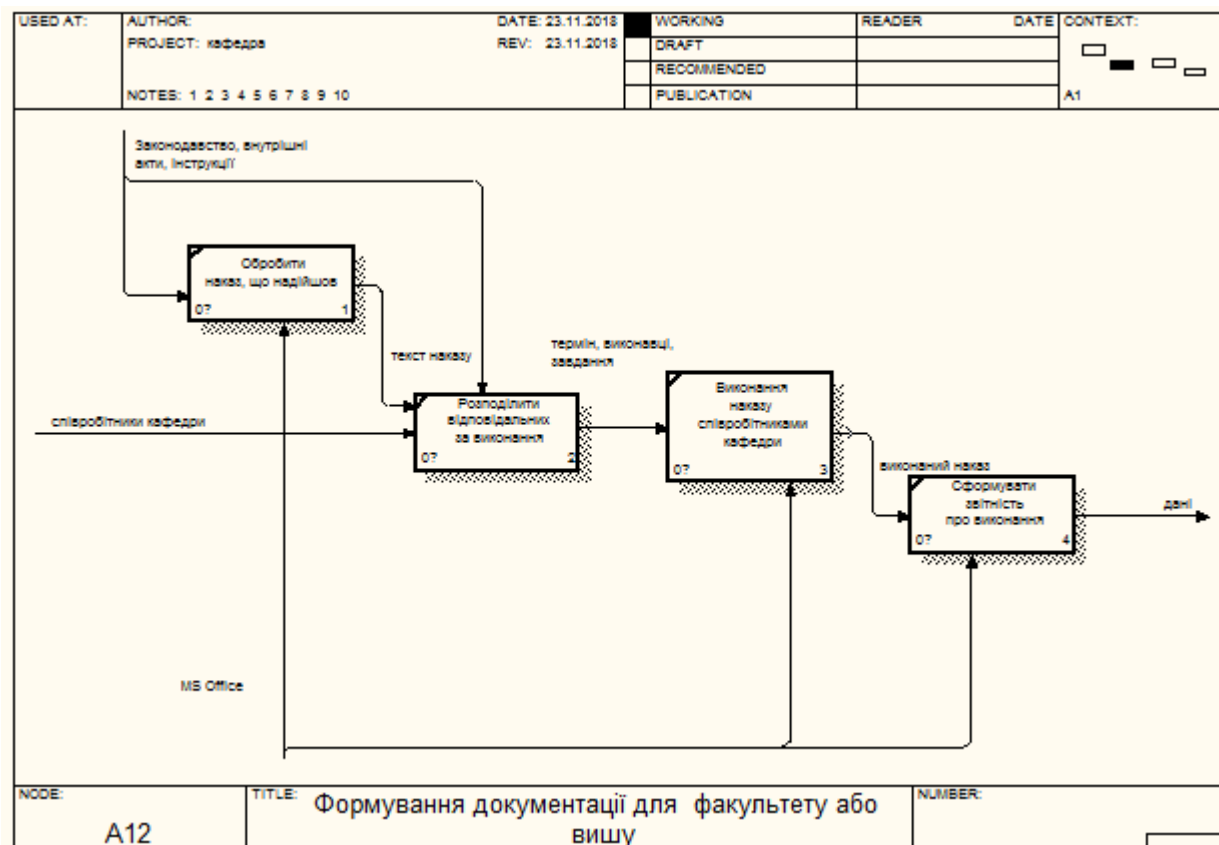 USED AT:
AUTHOR:
DATE: 23.11.2018
PROJECT: кафедра
REV: 23.11.2018
NOTES: 1 2 3 4 5 6 7 8 9 10
WORKING
DRAFT
RECOMMENDED
PUBLICATION
READER
DATE
CONTEXT:
A1
Законодавство, внутрішні
акти, інструкції
Обробити
наказ, що надійшов
0?
1
текст наказу
термін, виконавці,
завдання
співробітники кафедри
Розподілити
відповідальних
за виконання
0?
2
Виконання
наказу
співробітниками
кафедри
0?
3
виконаний наказ
Сформувати
звітність
про виконання
0?
4
дані
MS Office
NODE:
A12
TITLE:
Формування документації для факультету або
вишу
NUMBER: